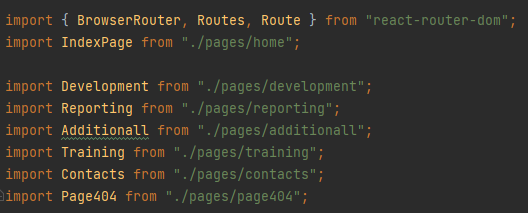 import { BrowserRouter, Routes, Route } from "react-router-dom";
import IndexPage from "./pages/home";
import Development from "./pages/development";
import Reporting from "./pages/reporting";
import Additionall from "./pages/additionall";
import Training from "./pages/training";
import Contacts from "./pages/contacts";
import Page404 from "./pages/page404";